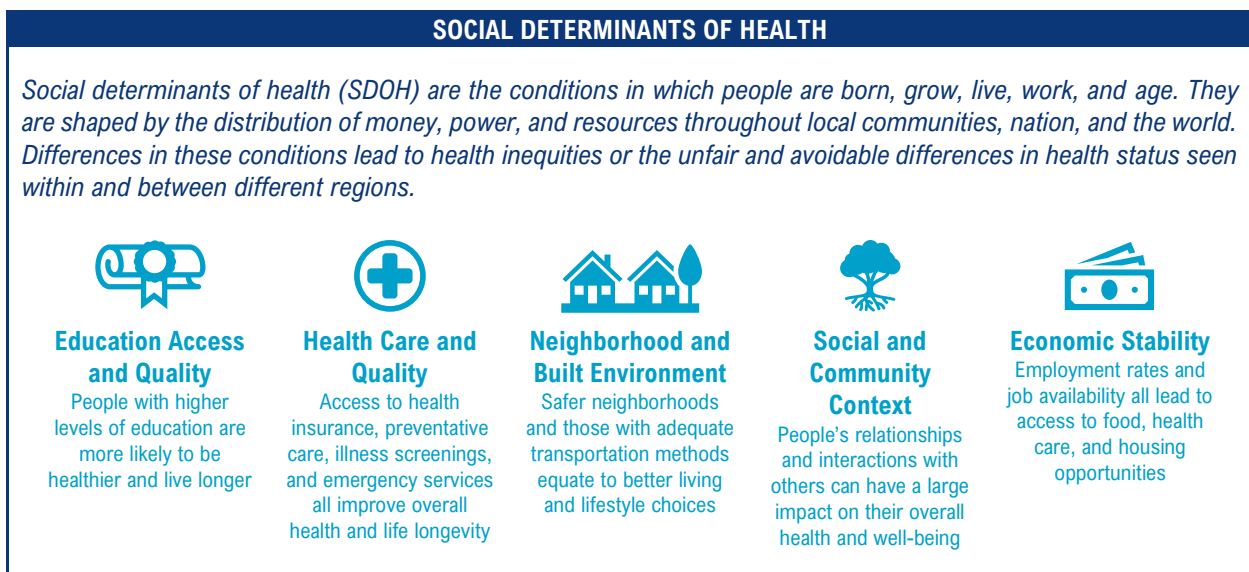 SOCIAL DETERMINANTS OF HEALTH
Social determinants of health (SDOH) are the conditions in which people are born, grow, live, work, and age. They
are shaped by the distribution of money, power, and resources throughout local communities, nation, and the world.
Differences in these conditions lead to health inequities or the unfair and avoidable differences in health status seen
within and between different regions.
Education Access
and Quality
People with higher
levels of education are
more likely to be
healthier and live longer
Health Care and
Quality
Access to health
insurance, preventative
care, illness screenings,
and emergency services
all improve overall
health and life longevity
Neighborhood and
Built Environment
Safer neighborhoods
and those with adequate
transportation methods
equate to better living
and lifestyle choices
Social and
Community
Context
People's relationships
and interactions with
others can have a large
impact on their overall
health and well-being
Economic Stability
Employment rates and
job availability all lead to
access to food, health
care, and housing
opportunities